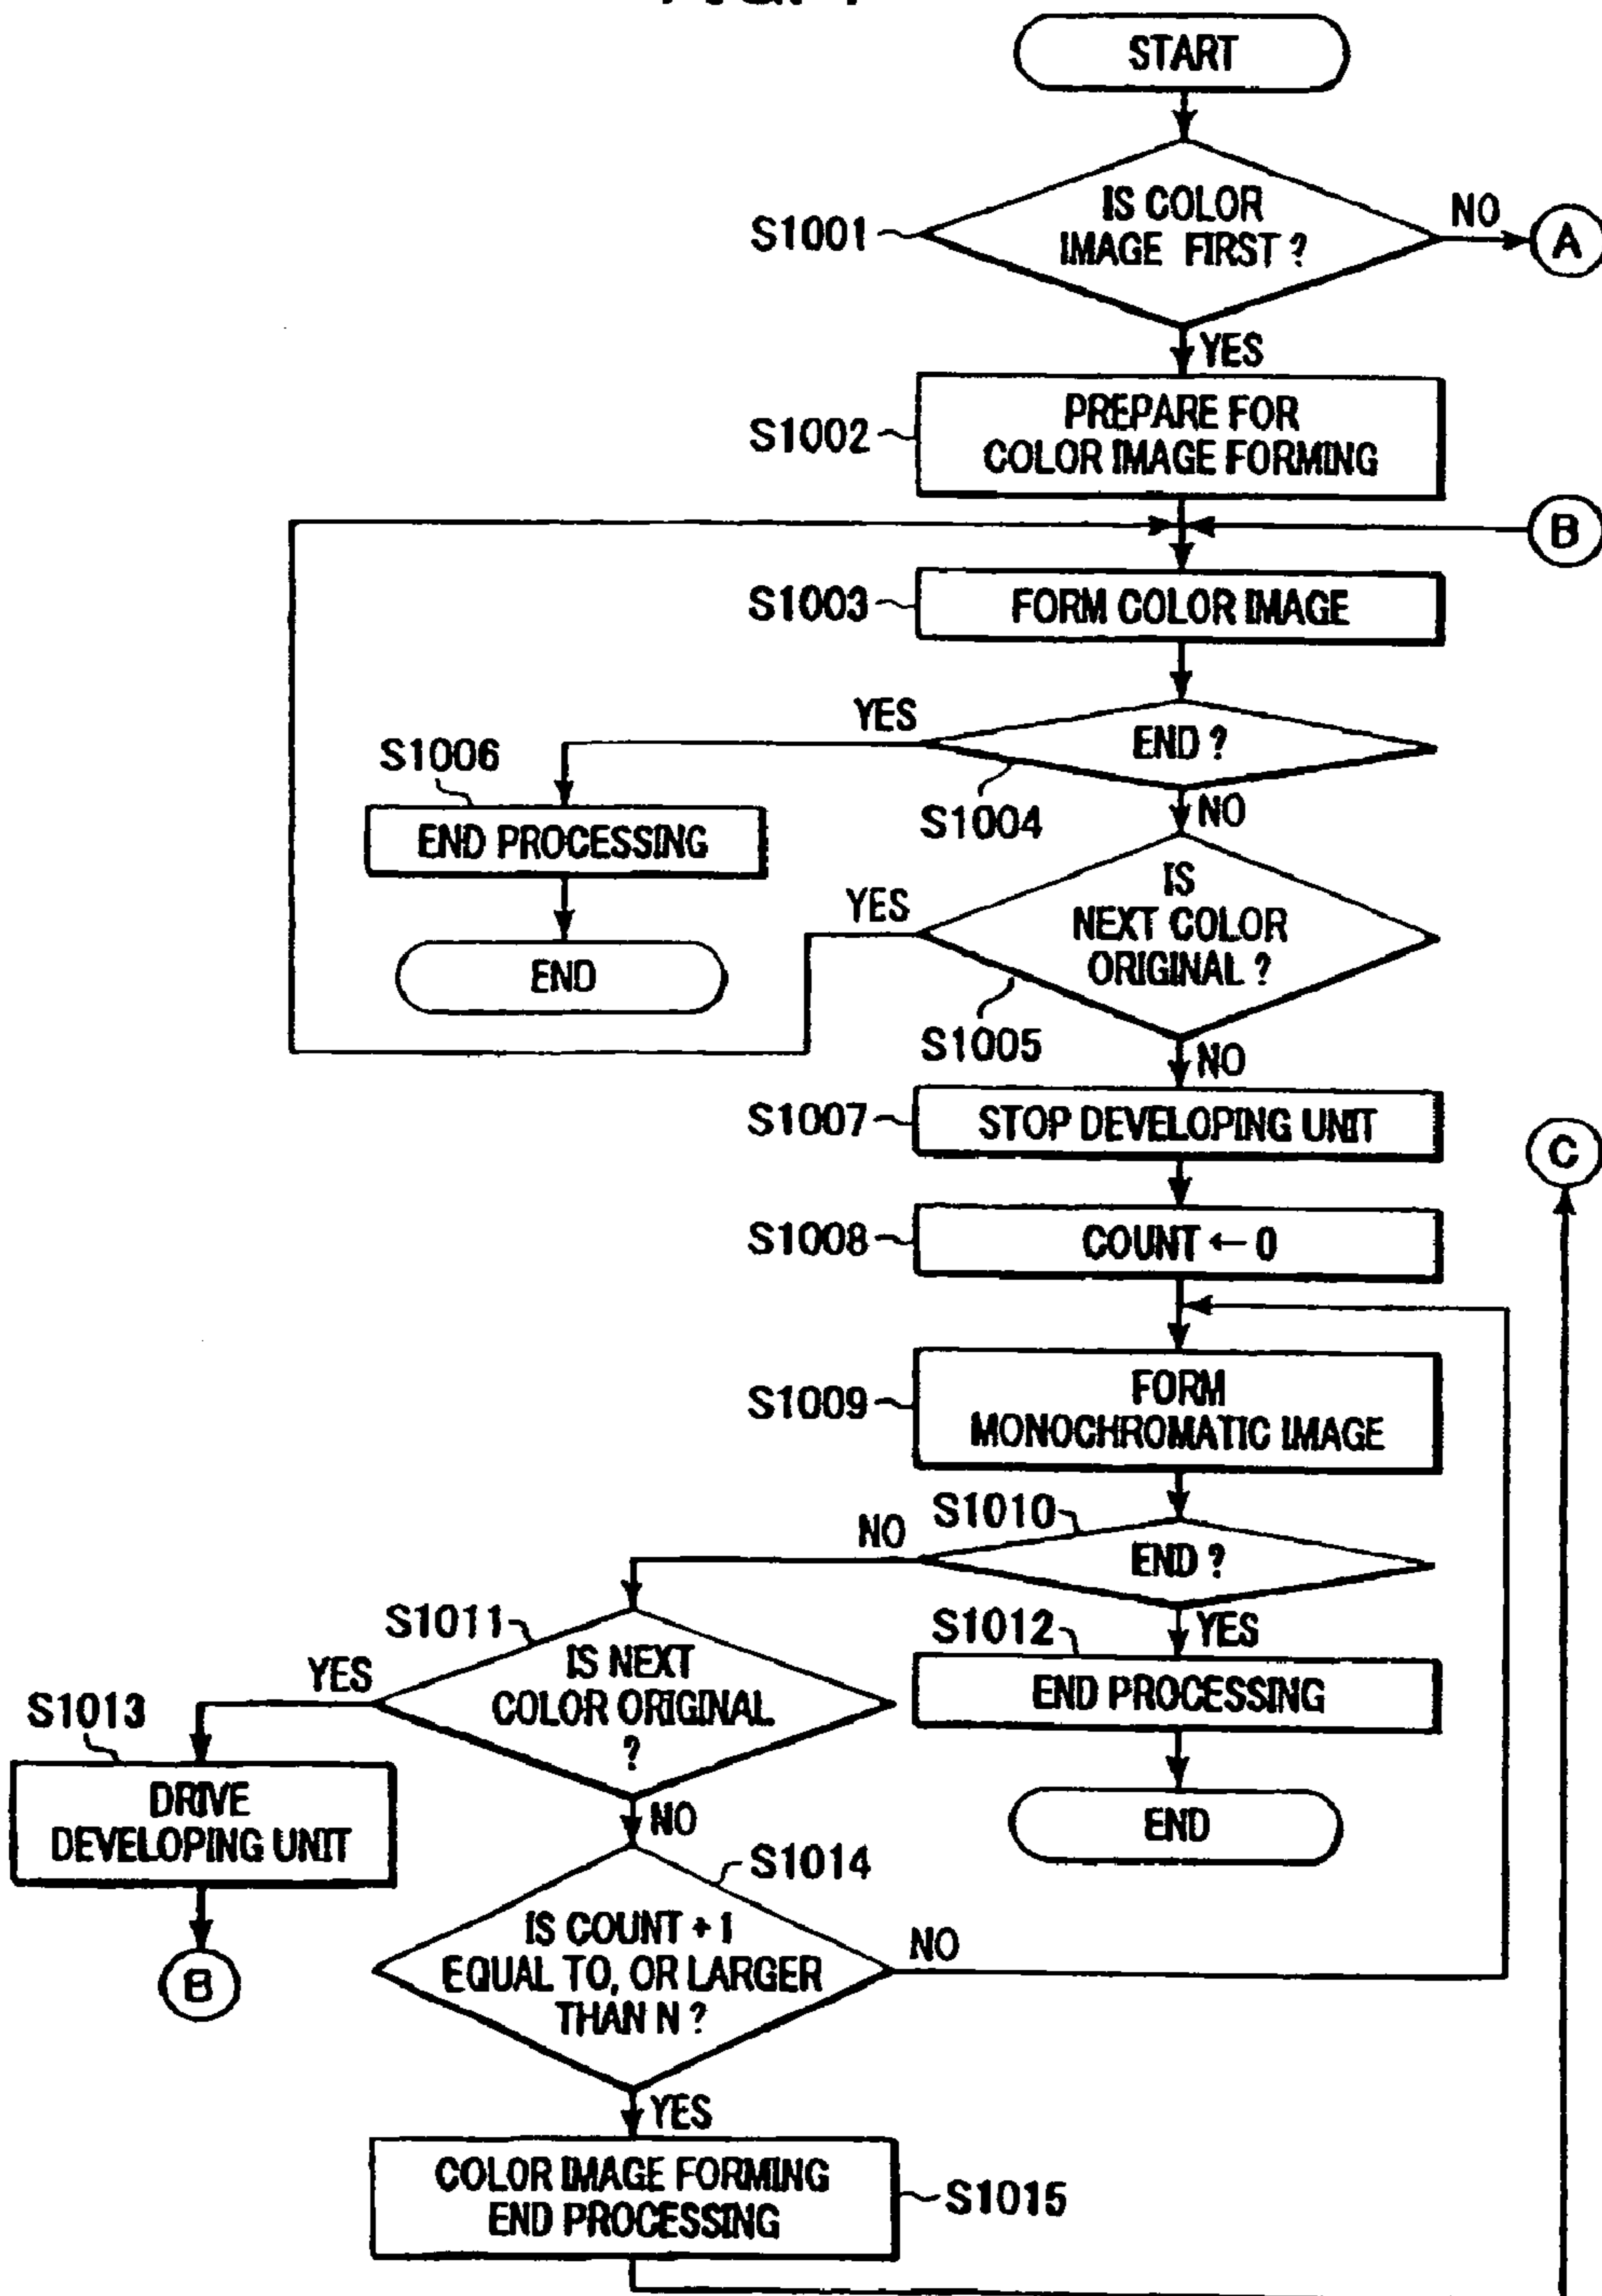 START
IS COLOR
IMAGE FIRST ?
S1001
NO
A
YES
PREPARE FOR
COLOR IMAGE FORMING
S1002
B
FORM COLOR IMAGE
S1003
END ?
YES
S1004
NO
S1006
END PROCESSING
END
IS
NEXT COLOR
ORIGINAL ?
YES
S1005
NO
STOP DEVELOPING UNIT
S1007
C
COUNT ← 0
S1008
FORM
MONOCHROMATIC IMAGE
S1009
S1010
END ?
NO
S1012
YES
END PROCESSING
END
S1011
IS NEXT
COLOR ORIGINAL
?
YES
S1013
DRIVE
DEVELOPING UNIT
B
NO
S1014
IS COUNT + 1
EQUAL TO, OR LARGER
THAN N ?
NO
YES
COLOR IMAGE FORMING
END PROCESSING
S1015